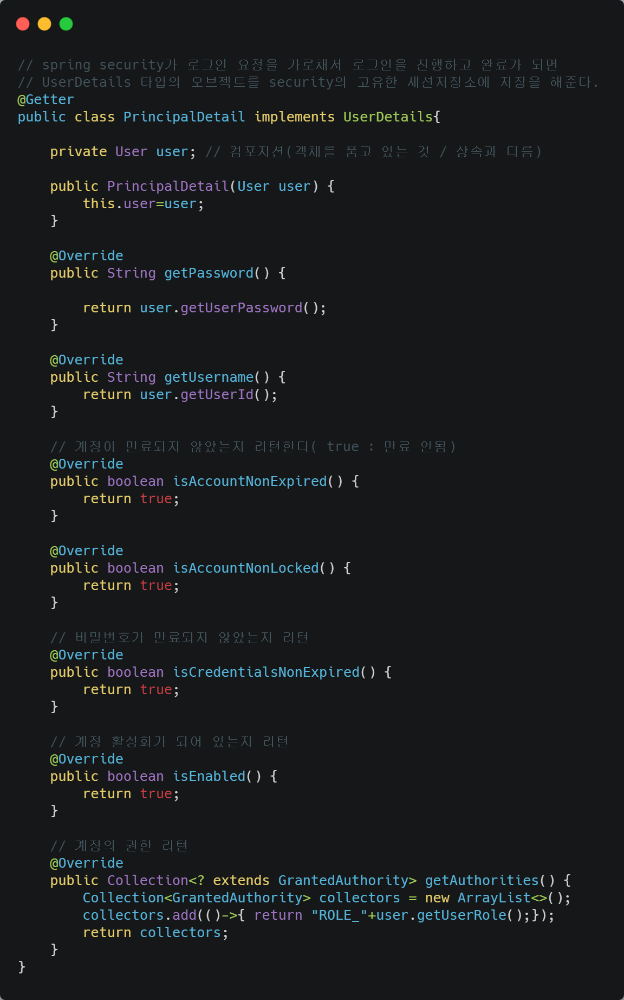 // spring security가 로그인 요청을 가로채서 로그인을 진행하고 완료가 되면
// UserDetails 타입의 오브젝트를 security의 고유한 세션저장소에 저장을 해준다.
@Getter
public class PrincipalDetail implements UserDetails{
private User user; // 컴포지션(객체를 품고 있는 것 / 상속과 다름)
public PrincipalDetail(User user) {
this.user=user;
}
@Override
public String getPassword() {
return user.getUserPassword();
}
@Override
public String getUsername() {
return user.getUserId();
}
// 계정이 만료되지 않았는지 리턴한다( true : 만료 안됨)
@Override
public boolean isAccountNonExpired() {
return true;
}
@Override
public boolean isAccountNonLocked() {
return true;
}
// 비밀번호가 만료되지 않았는지 리턴
@Override
public boolean isCredentialsNonExpired() {
return true;
}
// 계정 활성화가 되어 있는지 리턴
@Override
public boolean isEnabled() {
return true;
}
// 계정의 권한 리턴
@Override
public Collection<? extends GrantedAuthority> getAuthorities() {
Collection<GrantedAuthority> collectors = new ArrayList<>();
collectors.add(()->{ return "ROLE_"+user.getUserRole();});
return collectors;
}
}